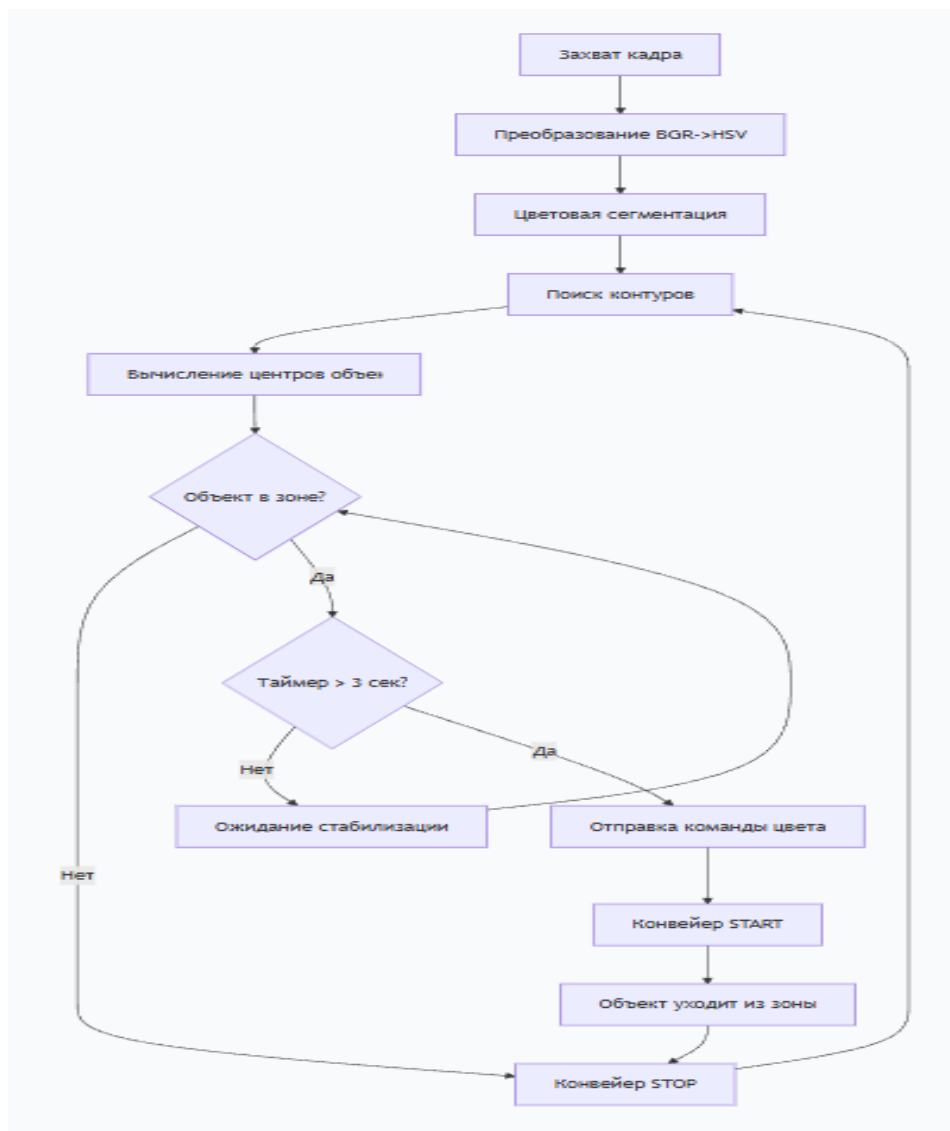 Захват кадра
Преобразование BGR->HSV
Цветовая сегментация
Поиск контуров
Вычисление центров объек
Объект в зоне?
Да
Таймер > 3 сек?
Да
Нет
Ожидание стабилизации
Отправка команды цвета
Нет
Конвейер START
Объект уходит из зоны
Конвейер STOP